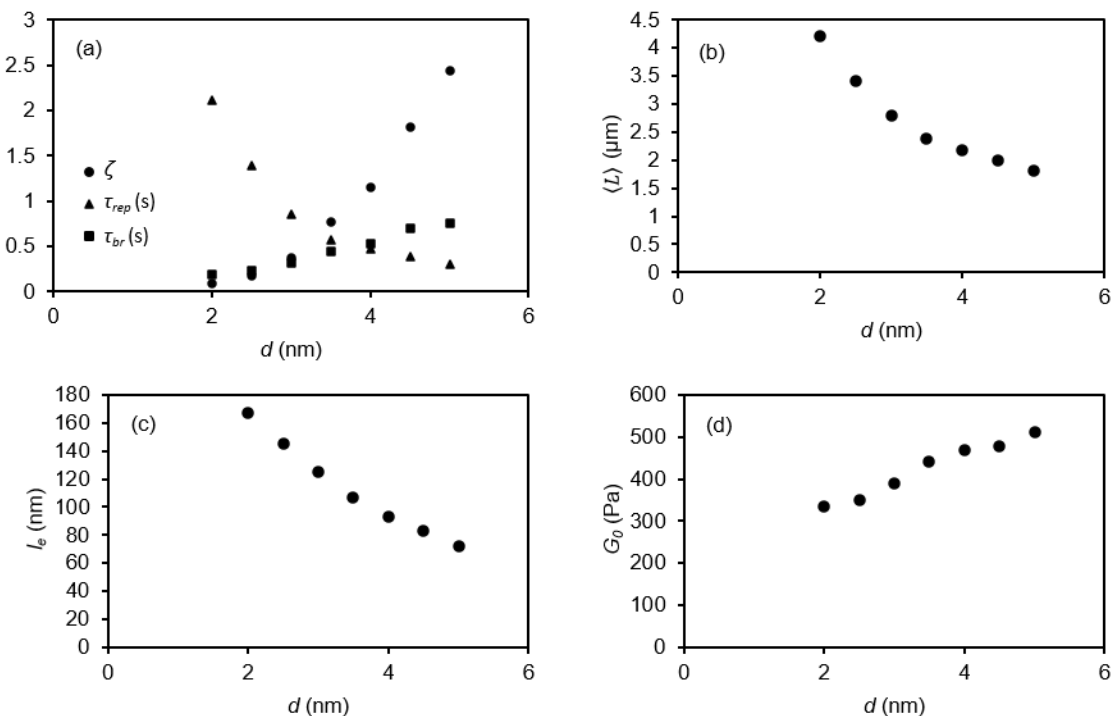 (a)
3
2.5
2
1.5
1
0.5
0
ζ
τrep (s)
τbr (s)
0 2 4 6
d (nm)
(b)
4.5
4
3.5
3
2.5
2
1.5
1
0.5
0
⟨L⟩ (µm)
0 2 4 6
d (nm)
(c)
180
160
140
120
100
80
60
40
20
0
le (nm)
0 2 4 6
d (nm)
(d)
600
500
400
300
200
100
0
G0 (Pa)
0 2 4 6
d (nm)